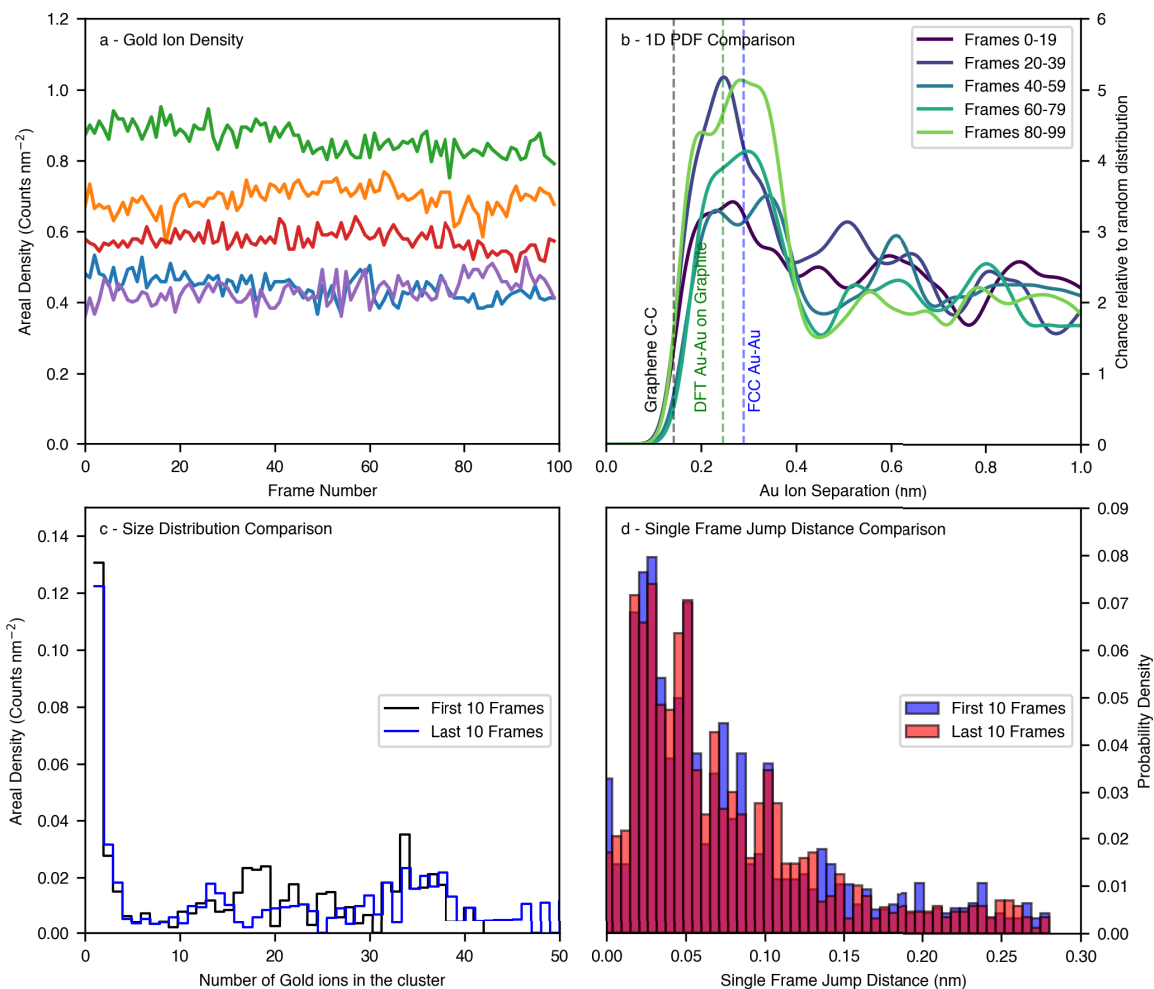 a - Gold Ion Density
Areal Density (Counts nm⁻²)
1.2
1.0
0.8
0.6
0.4
0.2
0.0
0 20 40 60 80 100
Frame Number
b - 1D PDF Comparison
Frames 0-19
Frames 20-39
Frames 40-59
Frames 60-79
Frames 80-99
Graphene C-C
DFT Au-Au on Graphite
FCC Au-Au
6
5
4
3
2
1
0
Chance relative to random distribution
0.0 0.2 0.4 0.6 0.8 1.0
Au Ion Separation (nm)
c - Size Distribution Comparison
Areal Density (Counts nm⁻²)
0.14
0.12
0.10
0.08
0.06
0.04
0.02
0.00
First 10 Frames
Last 10 Frames
0 10 20 30 40 50
Number of Gold ions in the cluster
d - Single Frame Jump Distance Comparison
First 10 Frames
Last 10 Frames
0.09
0.08
0.07
0.06
0.05
0.04
0.03
0.02
0.01
0.00
Probability Density
0.00 0.05 0.10 0.15 0.20 0.25 0.30
Single Frame Jump Distance (nm)